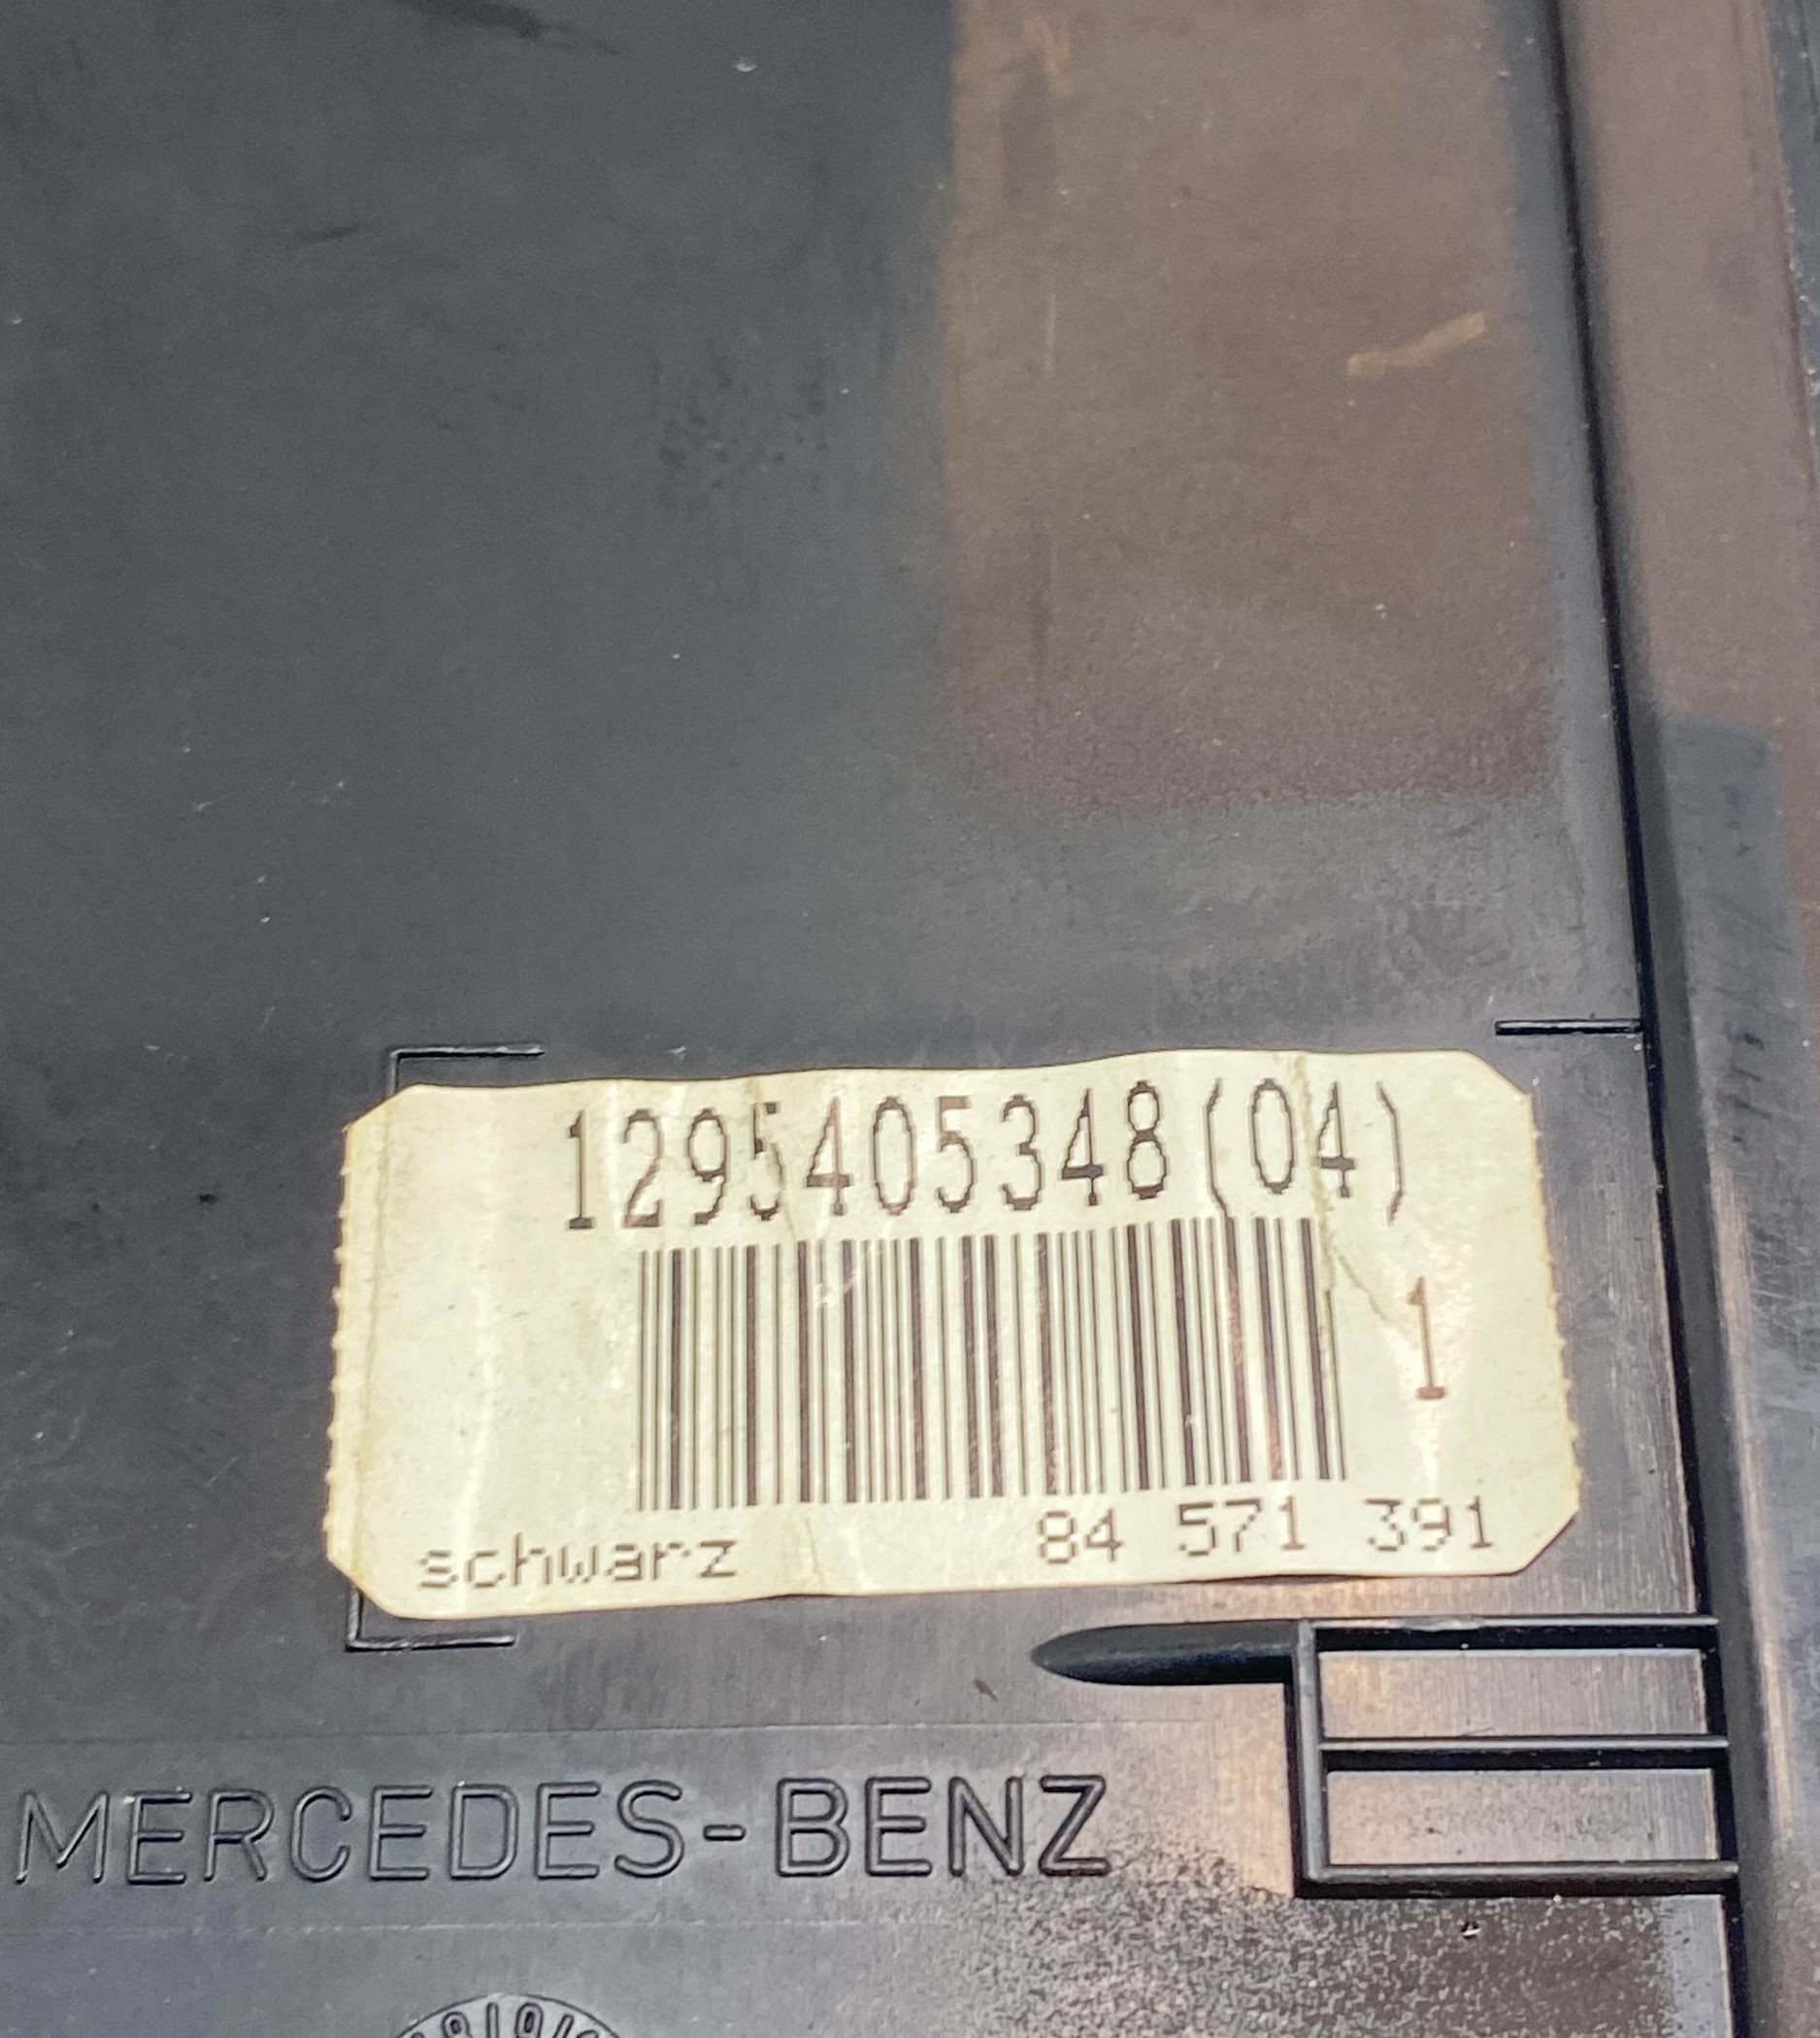 1295405348(04)
1
schwarz 84 571 391
MERCEDES-BENZ